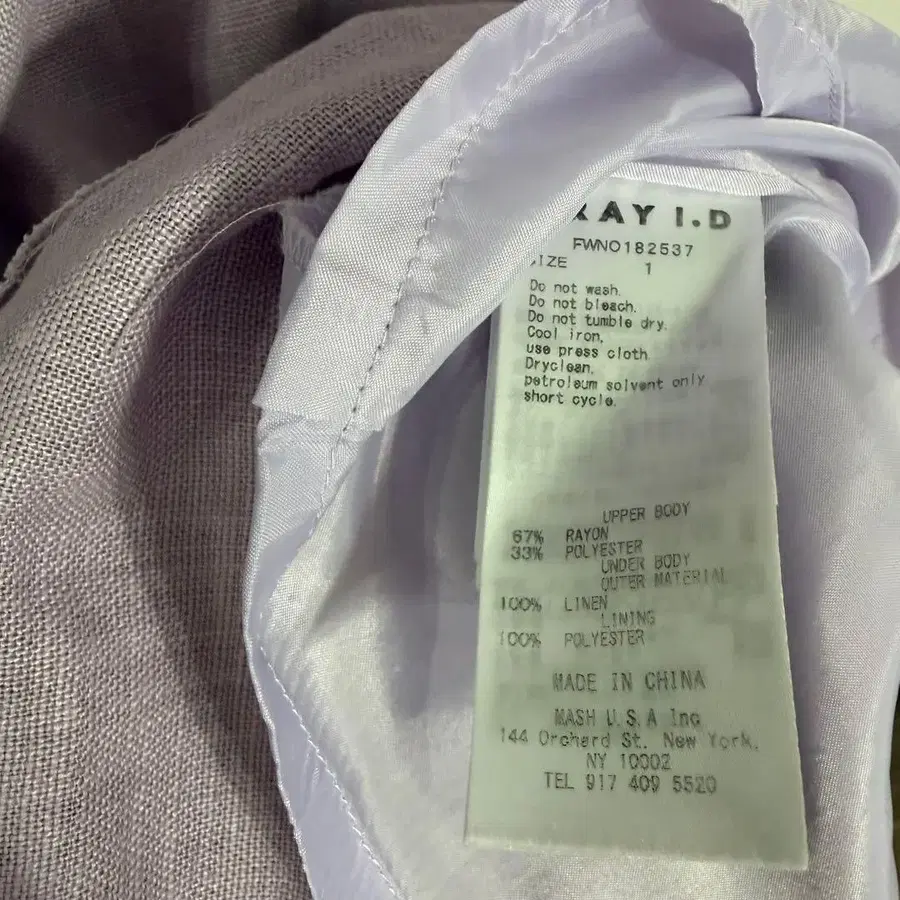 RAY I.D
FWNO182537
SIZE 1
Do not wash.
Do not bleach.
Do not tumble dry.
Cool iron,
use press cloth
Dryclean,
petroleum solvent only
short cycle.
UPPER BODY
67% RAYON
33% POLYESTER
UNDER BODY
OUTER MATERIAL
100% LINEN
LINING
100% POLYESTER
MADE IN CHINA
MASH U.S.A Inc
144 Orchard St. New York,
NY 10002
TEL 917 409 5520